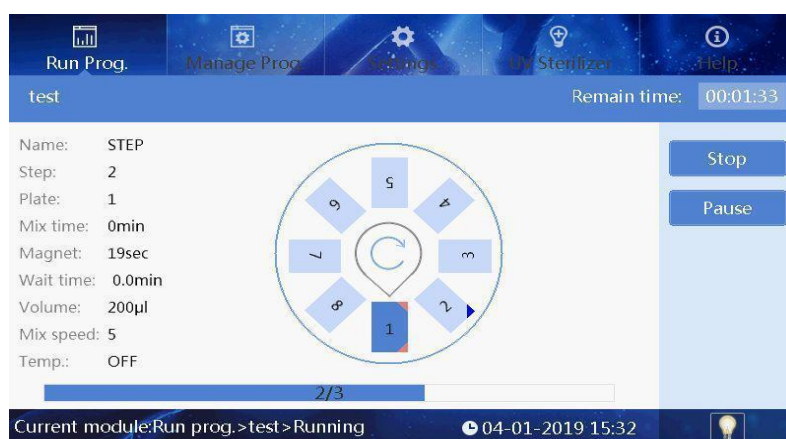 Run Prog. Manage Prog. Settings UV Sterilizer Help
test Remain time: 00:01:33
Name: STEP
Step: 2
Plate: 1
Mix time: 0min
Magnet: 19sec
Wait time: 0.0min
Volume: 200µl
Mix speed: 5
Temp.: OFF
Stop
Pause
5
6
4
7
3
8
2
1
2/3
Current module:Run prog.>test>Running 04-01-2019 15:32